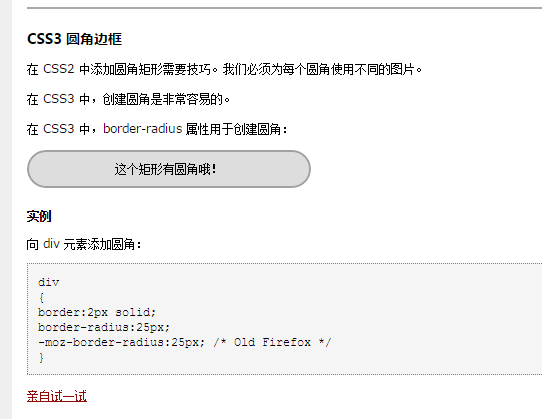 CSS3 圆角边框
在 CSS2 中添加圆角矩形需要技巧。我们必须为每个圆角使用不同的图片。
在 CSS3 中，创建圆角是非常容易的。
在 CSS3 中，border-radius 属性用于创建圆角：
这个矩形有圆角哦！
实例
向 div 元素添加圆角：
div
{
border:2px solid;
border-radius:25px;
-moz-border-radius:25px; /* Old Firefox */
}
亲自试一试